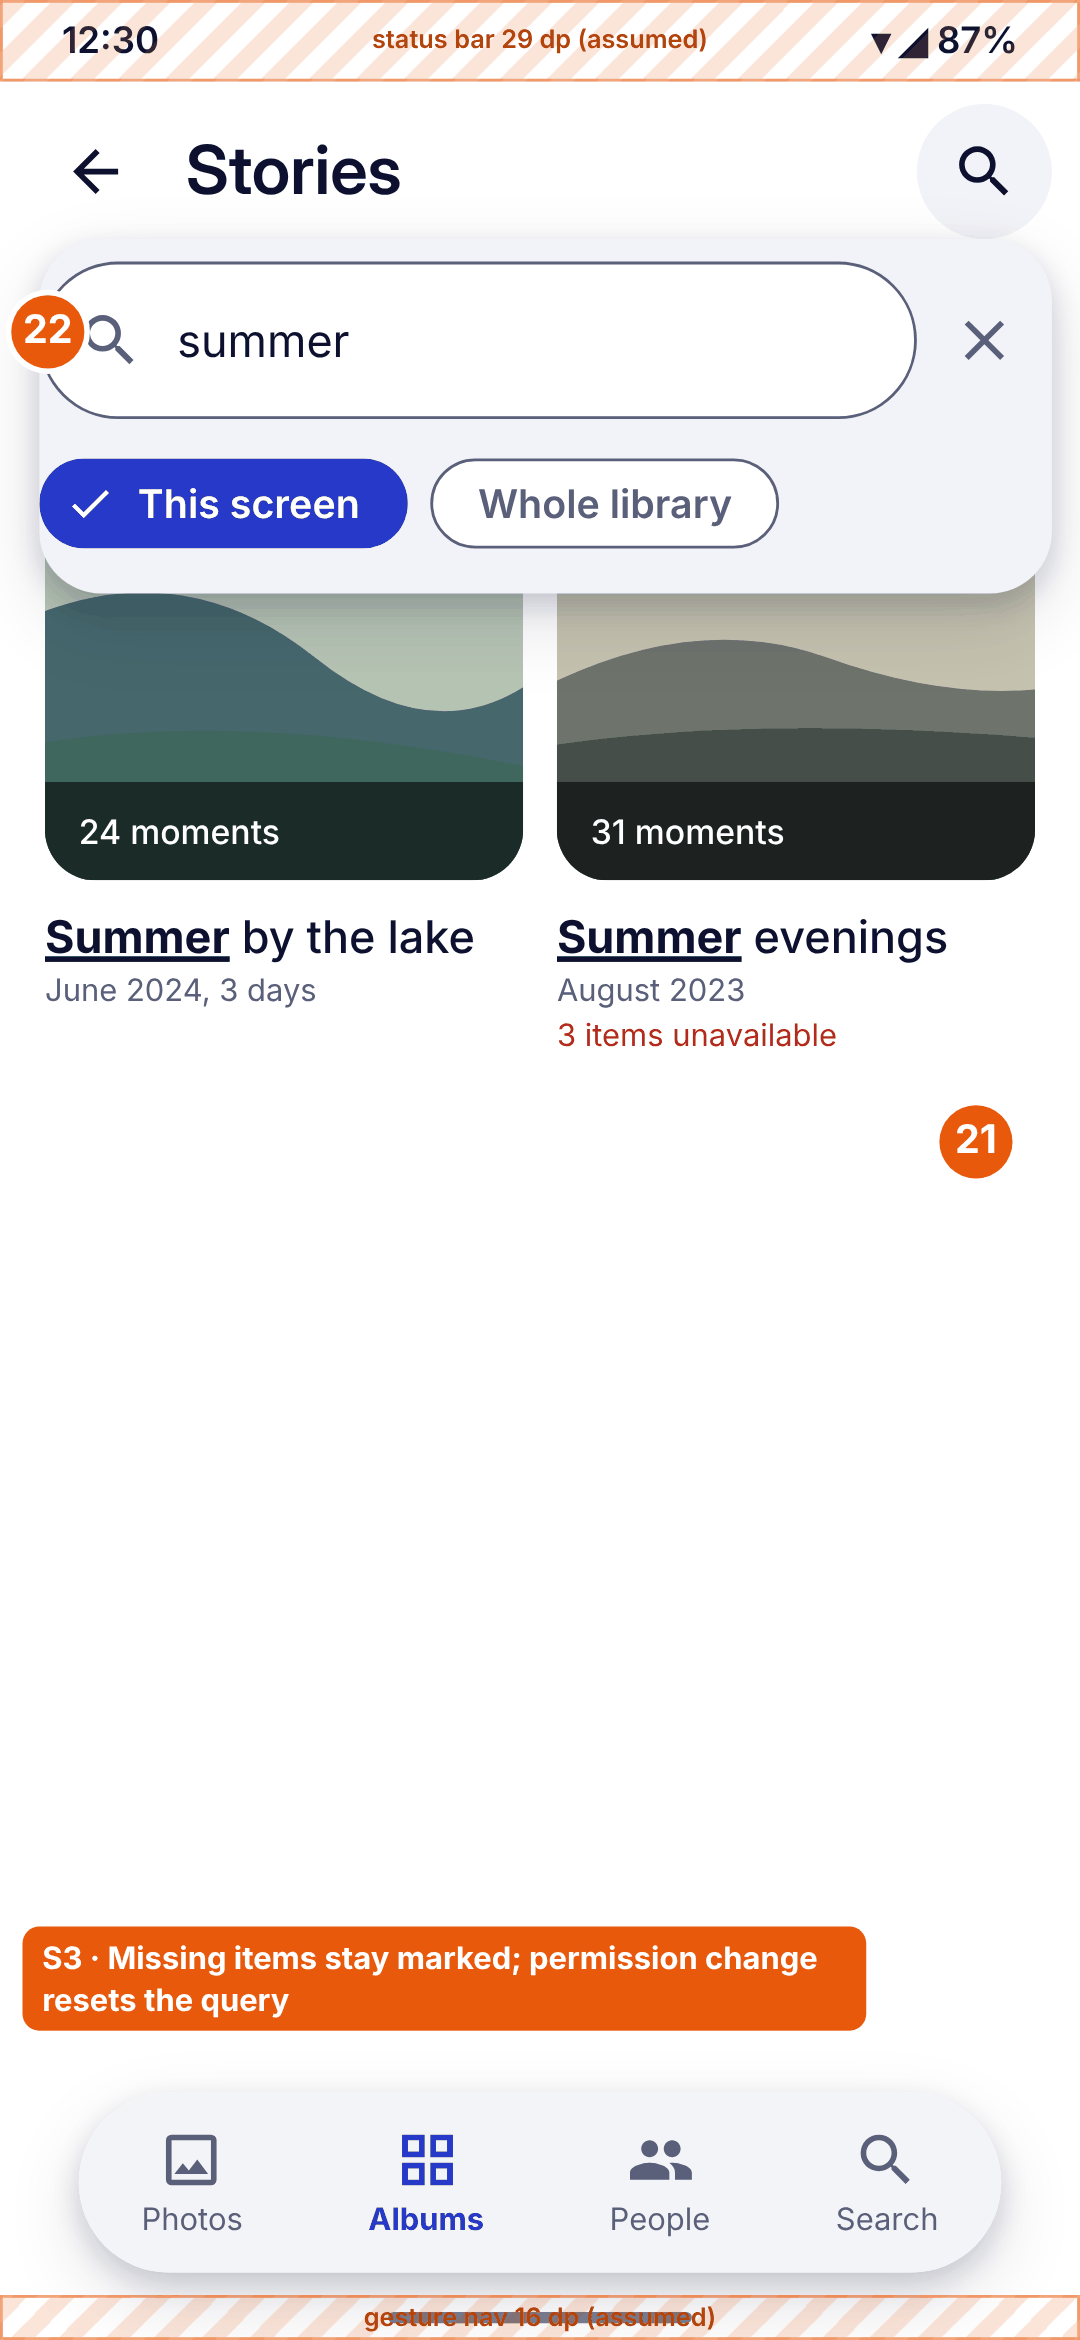 12:30
status bar 29 dp (assumed)
87%
Stories
22
summer
This screen
Whole library
24 moments
31 moments
Summer by the lake
Summer evenings
June 2024, 3 days
August 2023
3 items unavailable
21
S3 · Missing items stay marked; permission change
resets the query
Photos
Albums
People
Search
gesture nav 16 dp (assumed)